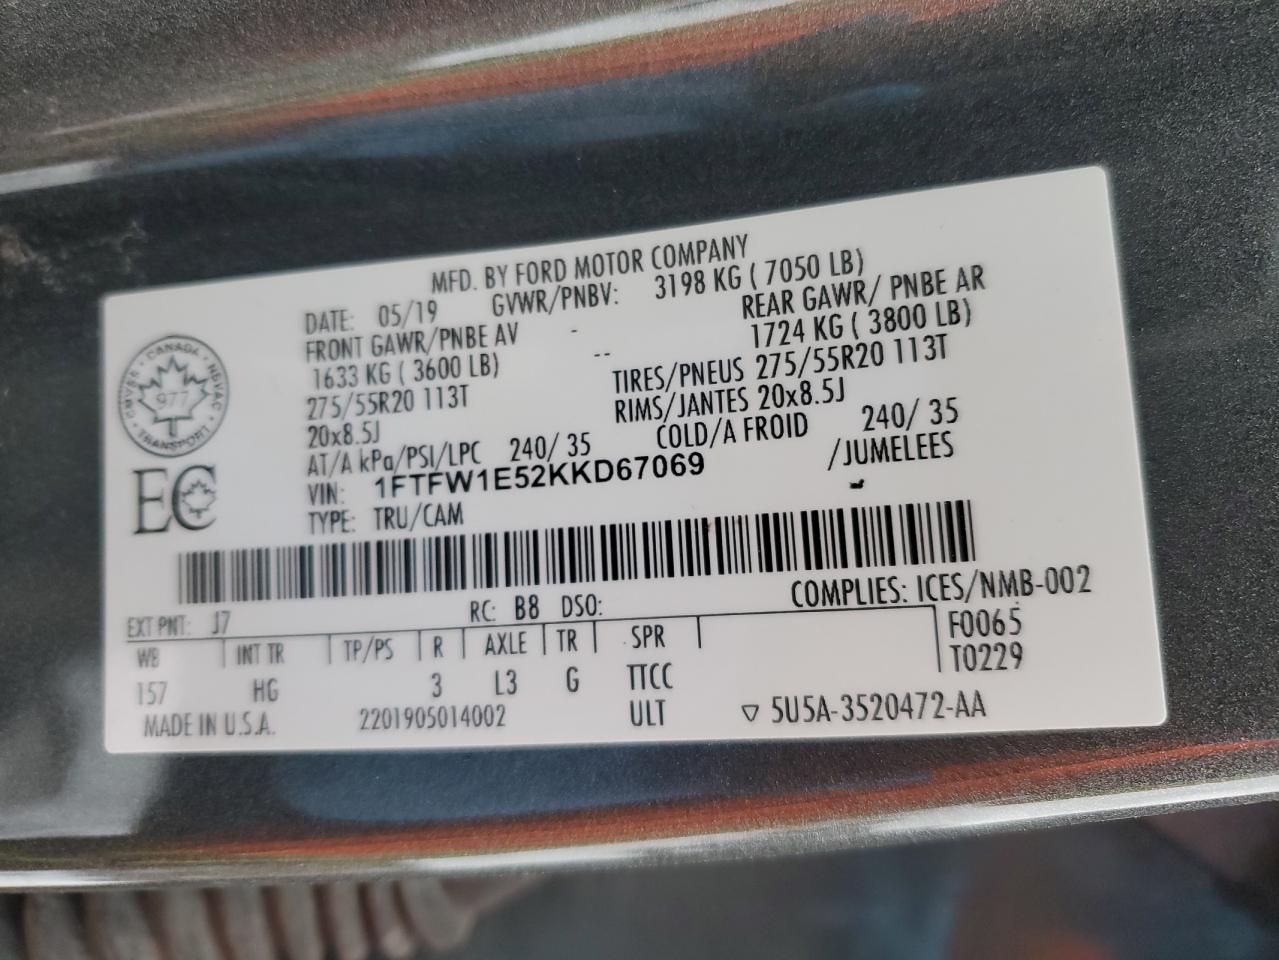 MFD. BY FORD MOTOR COMPANY
DATE: 05/19 GVWR/PNBV: 3198 KG ( 7050 LB)
FRONT GAWR/PNBE AV - REAR GAWR/ PNBE AR
1633 KG ( 3600 LB) -- 1724 KG ( 3800 LB)
275/55R20 113T TIRES/PNEUS 275/55R20 113T
20x8.5J RIMS/JANTES 20x8.5J
AT/A kPa/PSI/LPC 240/ 35 COLD/A FROID 240/ 35
VIN: 1FTFW1E52KKD67069 /JUMELEES
TYPE: TRU/CAM
CANADA
CMVSS NSVAC
977
TRANSPORT
EC
COMPLIES: ICES/NMB-002
EXT PNT: J7 RC: B8 DSO:
WB INT TR TP/PS R AXLE TR SPR F0065
T0229
157 HG 3 L3 G TTCC
MADE IN U.S.A. 2201905014002 ULT ▽ 5U5A-3520472-AA